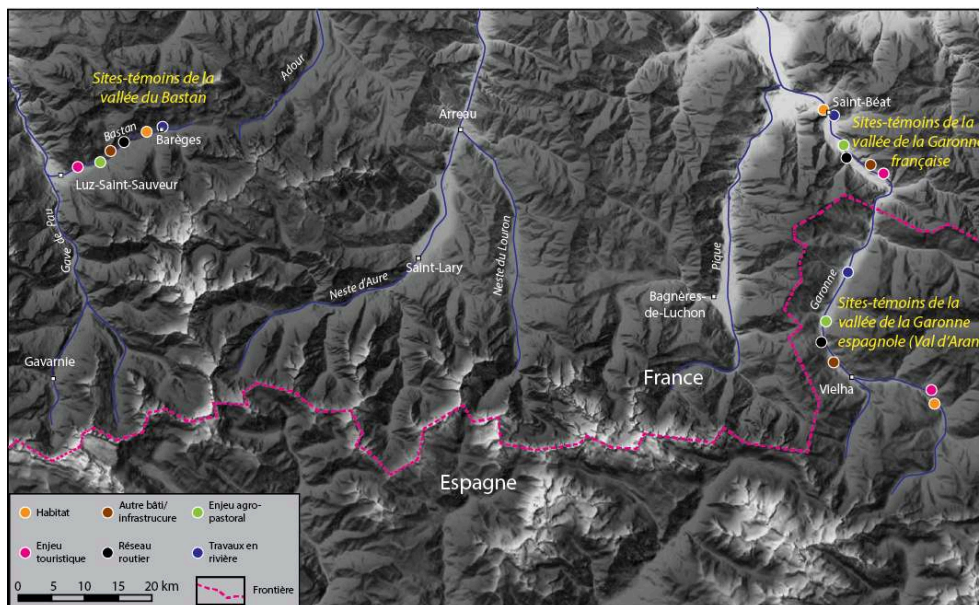 Sites-témoins de la
vallée du Bastan
Adour
Bastan
Barèges
Luz-Saint-Sauveur
Gave de Pau
Gavarnie
Arreau
Saint-Lary
Neste d'Aure
Neste du Louron
Pique
Bagnères-
de-Luchon
Saint-Béat
Sites-témoins de la
vallée de la Garonne
française
Garonne
Sites-témoins de la
vallée de la Garonne
espagnole (Val d'Aran
Vielha
France
Espagne
Habitat
Autre bâti/
infrastrucure
Enjeu agro-
pastoral
Enjeu
touristique
Réseau
routier
Travaux en
rivière
0 5 10 15 20 km
Frontière